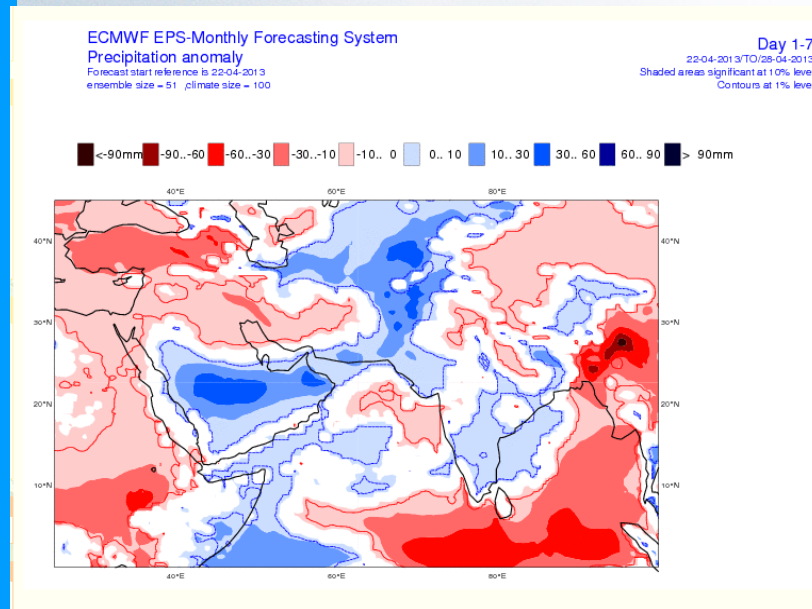 ECMWF EPS-Monthly Forecasting System
Precipitation anomaly
Forecast start reference is 22-04-2013
ensemble size = 51 ,climate size = 100
Day 1-7
22-04-2013/TO/28-04-2013
Shaded areas significant at 10% leve
Contours at 1% leve
<-90mm -90..-60 -60..-30 -30..-10 -10.. 0 0.. 10 10.. 30 30.. 60 60.. 90 > 90mm
40°E 60°E 80°E
40°N 40°N
30°N 30°N
20°N 20°N
10°N 10°N
40°E 60°E 80°E